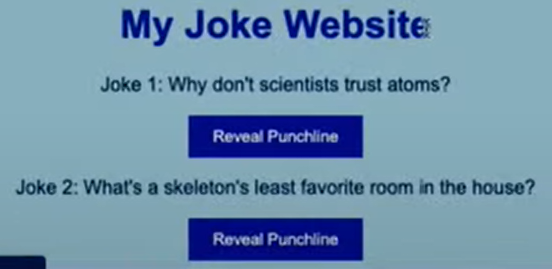 My Joke Website
Joke 1: Why don't scientists trust atoms?
Reveal Punchline
Joke 2: What's a skeleton's least favorite room in the house?
Reveal Punchline